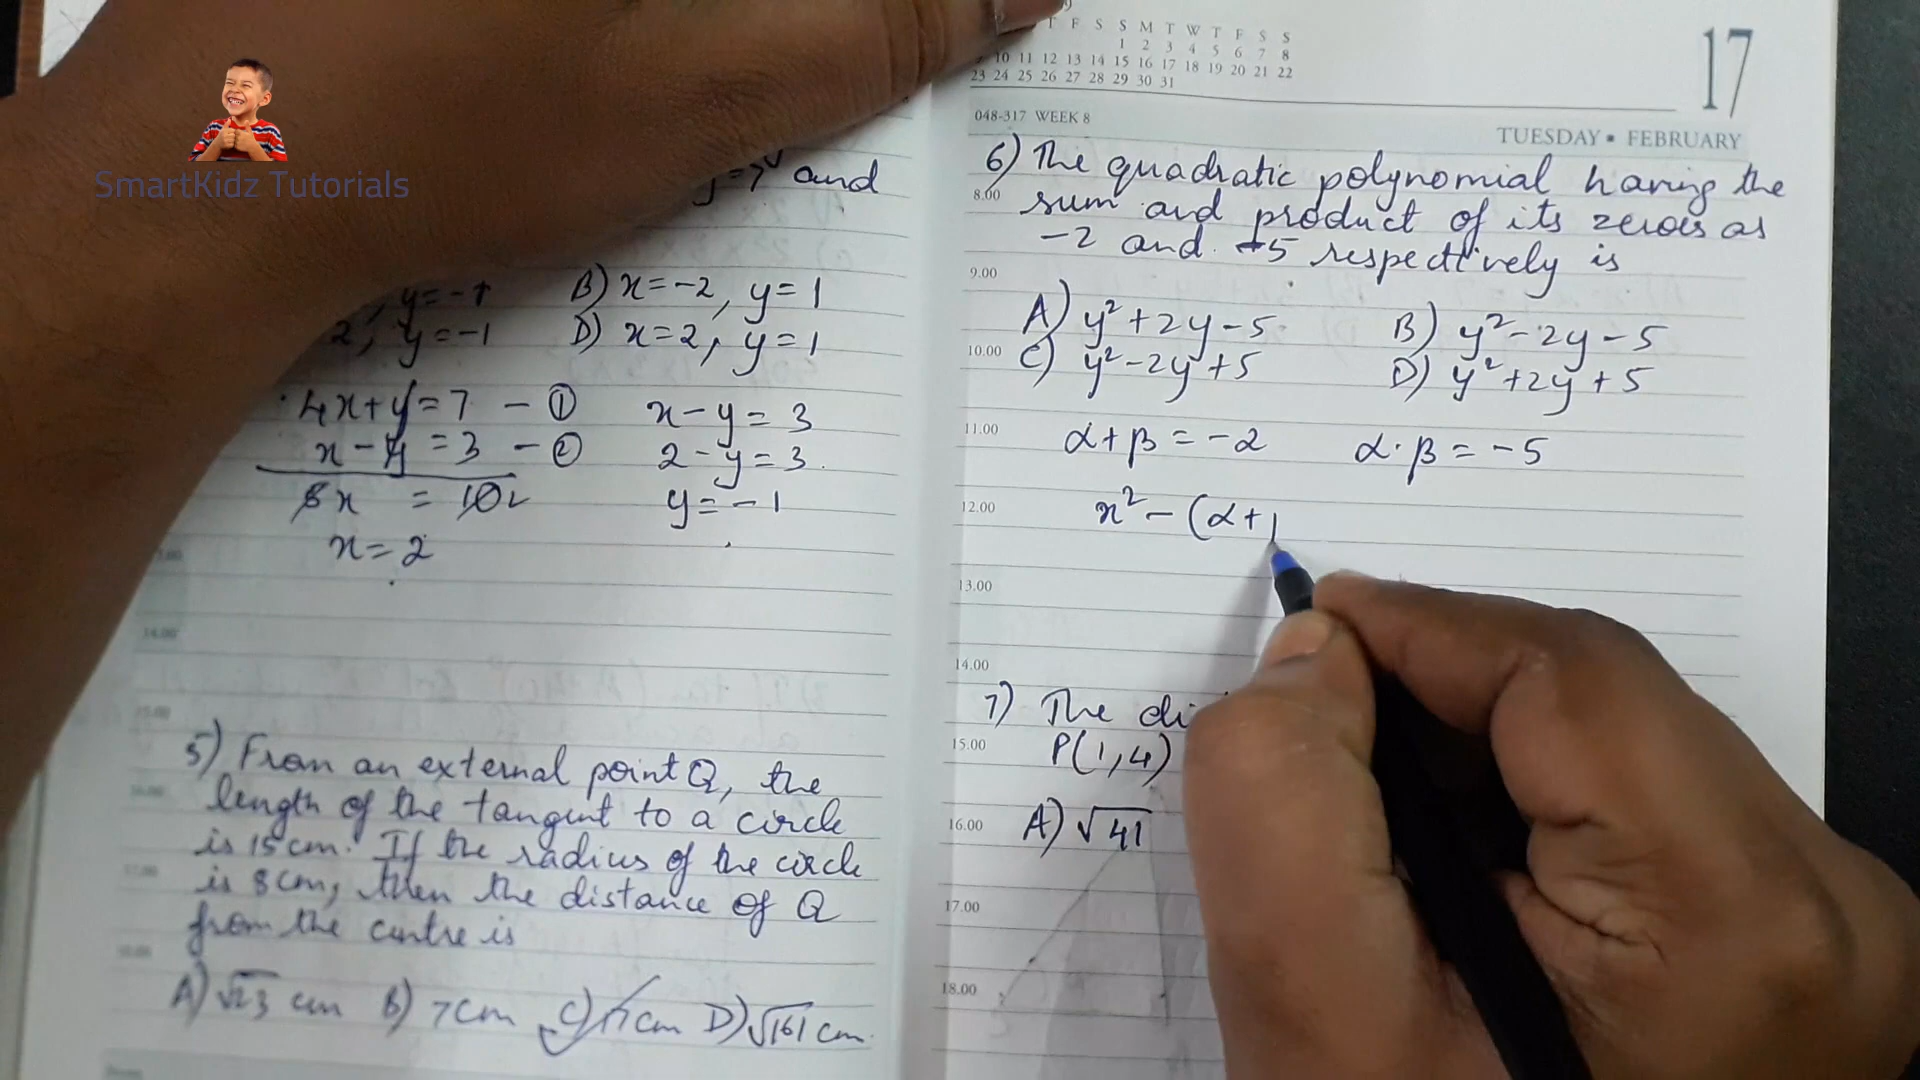 SmartKidz Tutorials
y=7 and
, y=-1 B) x=-2, y=1
2, y=-1 D) x=2, y=1
4x+y=7 - ① x-y=3
x-y=3 - ② 2-y=3.
5x = 10 2 y=-1
x=2
5) From an external point Q, the
length of the tangent to a circle
is 15cm. If the radius of the circle
is 8cm, then the distance of Q
from the centre is
A) √23 cm B) 7cm C) 17cm D) √161 cm.
T F S S M T W T F S S
1 2 3 4 5 6 7 8
10 11 12 13 14 15 16 17 18 19 20 21 22
23 24 25 26 27 28 29 30 31
17
048-317 WEEK 8
TUESDAY • FEBRUARY
6) The quadratic polynomial having the
8.00 sum and product of its zeroes as
-2 and -5 respectively is
9.00
A) y²+2y-5 B) y²-2y-5
10.00 C) y²-2y+5 D) y²+2y+5
11.00 α+β=-2 α·β=-5
12.00 x²-(α+
13.00
14.00
7) The di
15.00 P(1,4)
16.00 A) √41
17.00
18.00